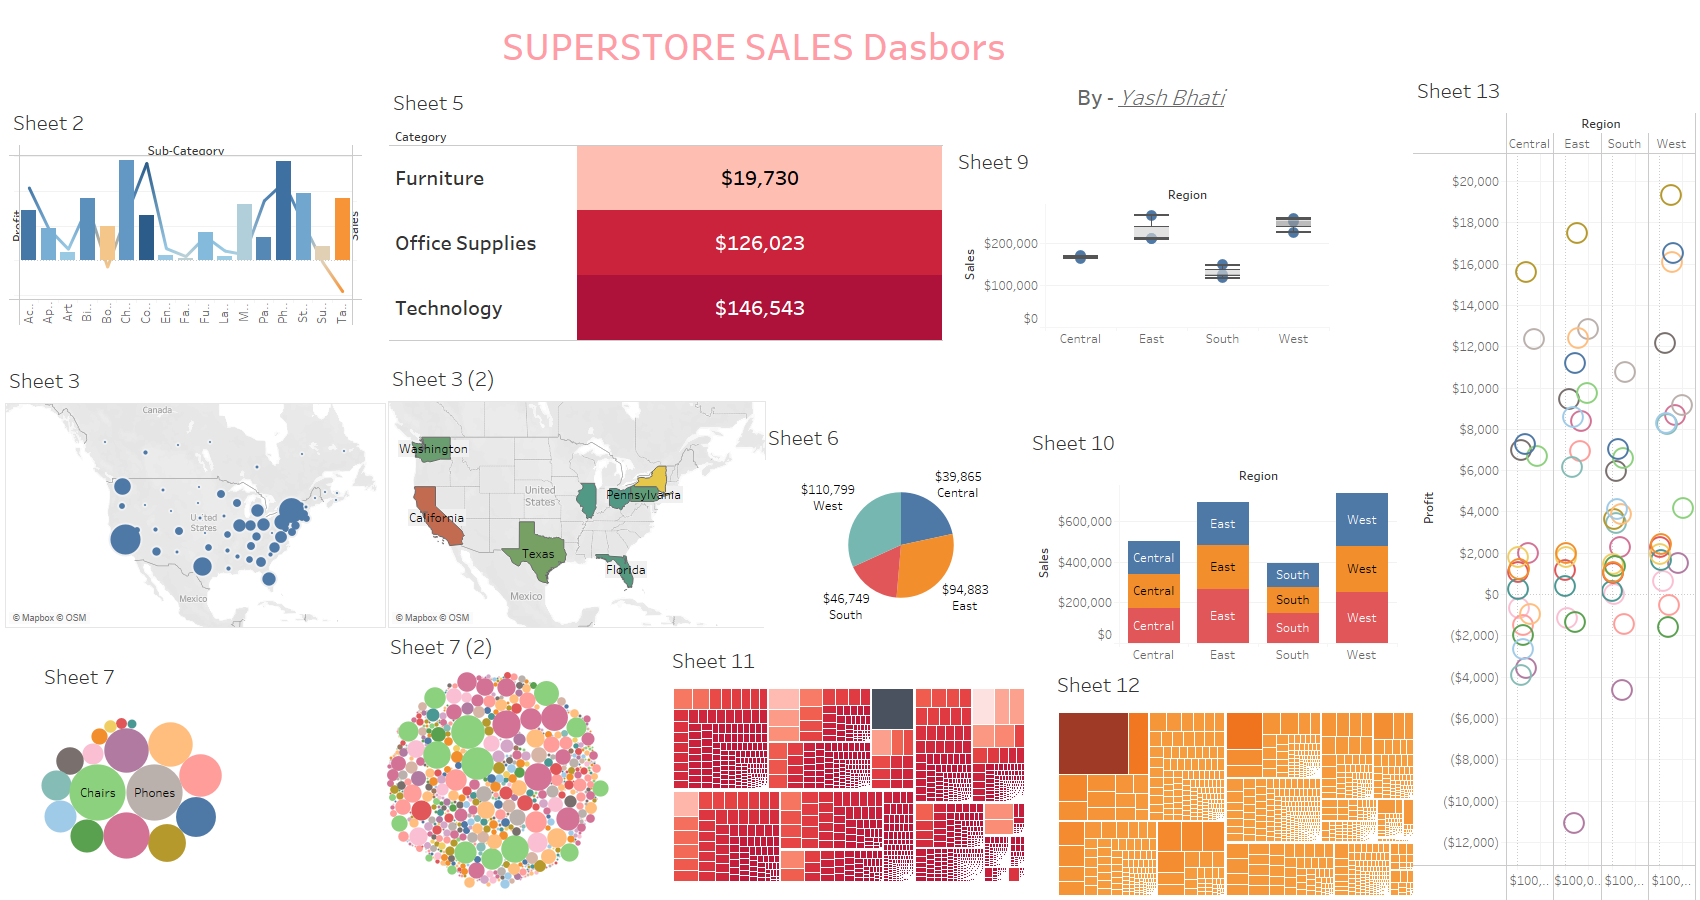 SUPERSTORE SALES Dasbors
By - Yash Bhati
Sheet 2
Sub-Category
Profit
Sales
Ac..
Ap..
Art
Bi..
Bo..
Ch..
Co..
En..
Fa..
Fu..
La..
M..
Pa..
Ph..
St..
Su..
Ta..
Sheet 5
Category
Furniture $19,730
Office Supplies $126,023
Technology $146,543
Sheet 9
Region
Sales
$200,000
$100,000
$0
Central East South West
Sheet 13
Region
Central East South West
Profit
$20,000
$18,000
$16,000
$14,000
$12,000
$10,000
$8,000
$6,000
$4,000
$2,000
$0
($2,000)
($4,000)
($6,000)
($8,000)
($10,000)
($12,000)
$100,.. $100,0.. $100,.. $100,..
Sheet 3
Canada
United
States
Mexico
© Mapbox © OSM
Sheet 3 (2)
Washington
United
States
Pennsylvania
California
Texas
Florida
Mexico
© Mapbox © OSM
Sheet 6
$39,865
Central
$110,799
West
$94,883
East
$46,749
South
Sheet 10
Region
Sales
$600,000
$400,000
$200,000
$0
East West
Central South
East West
Central South
East West
Central South
Central East South West
Sheet 7
Chairs Phones
Sheet 7 (2)
Sheet 11
Sheet 12